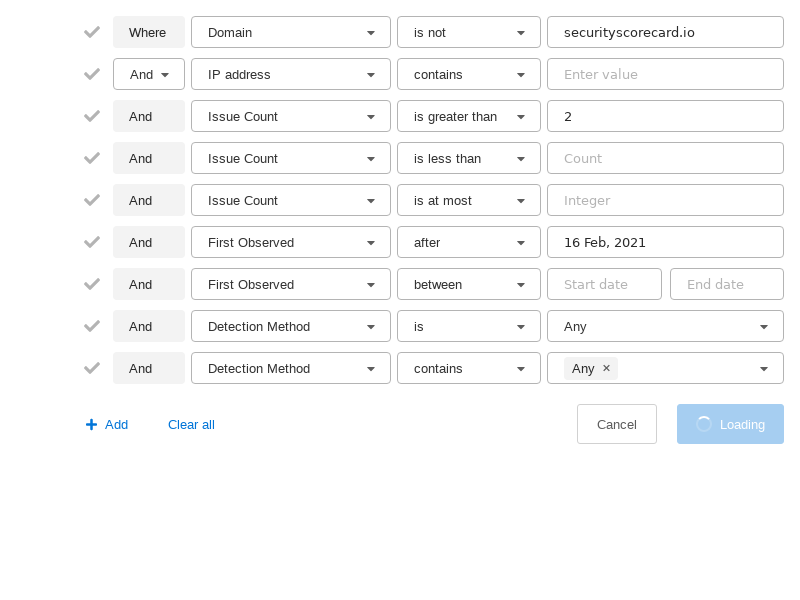 Where Domain is not securityscorecard.io
And IP address contains Enter value
And Issue Count is greater than 2
And Issue Count is less than Count
And Issue Count is at most Integer
And First Observed after 16 Feb, 2021
And First Observed between Start date End date
And Detection Method is Any
And Detection Method contains Any ×
+ Add Clear all Cancel Loading